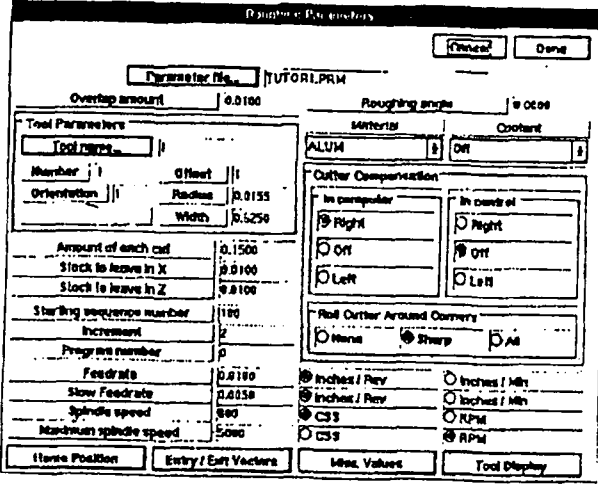 Parameters
Cancel Done
Parameter file... TUTOR1.PRM
Overlap amount 0.0100 Roughing angle
Tool Parameters Material Coolant
Tool name... ALUM Off
Number 1 Offset 1 Cutter Compensation
Orientation Radius 0.0155 In computer In control
Width Right Right
Off Off
Left Left
Amount of each cut 0.1500
Stock to leave in X 0.0100
Stock to leave in Z 0.0100
Starting sequence number 100 Roll Cutter Around Corners
Increment 2 None Sharp All
Program number 0
Feedrate Inches / Rev Inches / Min
Slow Feedrate Inches / Rev Inches / Min
Spindle speed CSS RPM
Maximum spindle speed 5000 CSS RPM
Home Position Entry / Exit Vectors Misc. Values Tool Display